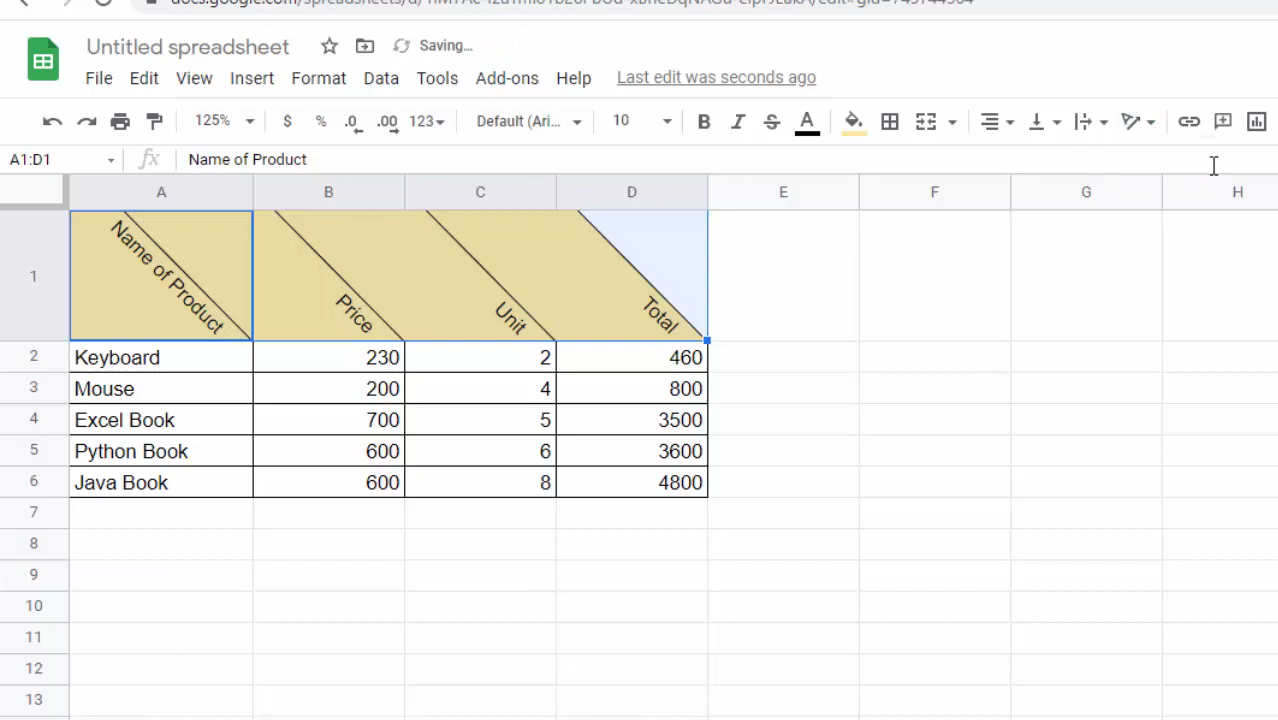 Untitled spreadsheet Saving...
File Edit View Insert Format Data Tools Add-ons Help Last edit was seconds ago
125% $ % .0 .00 123 Default (Ari... 10 B I S A
A1:D1 fx Name of Product
A B C D E F G H
1 Name of Product Price Unit Total
2 Keyboard 230 2 460
3 Mouse 200 4 800
4 Excel Book 700 5 3500
5 Python Book 600 6 3600
6 Java Book 600 8 4800
7
8
9
10
11
12
13